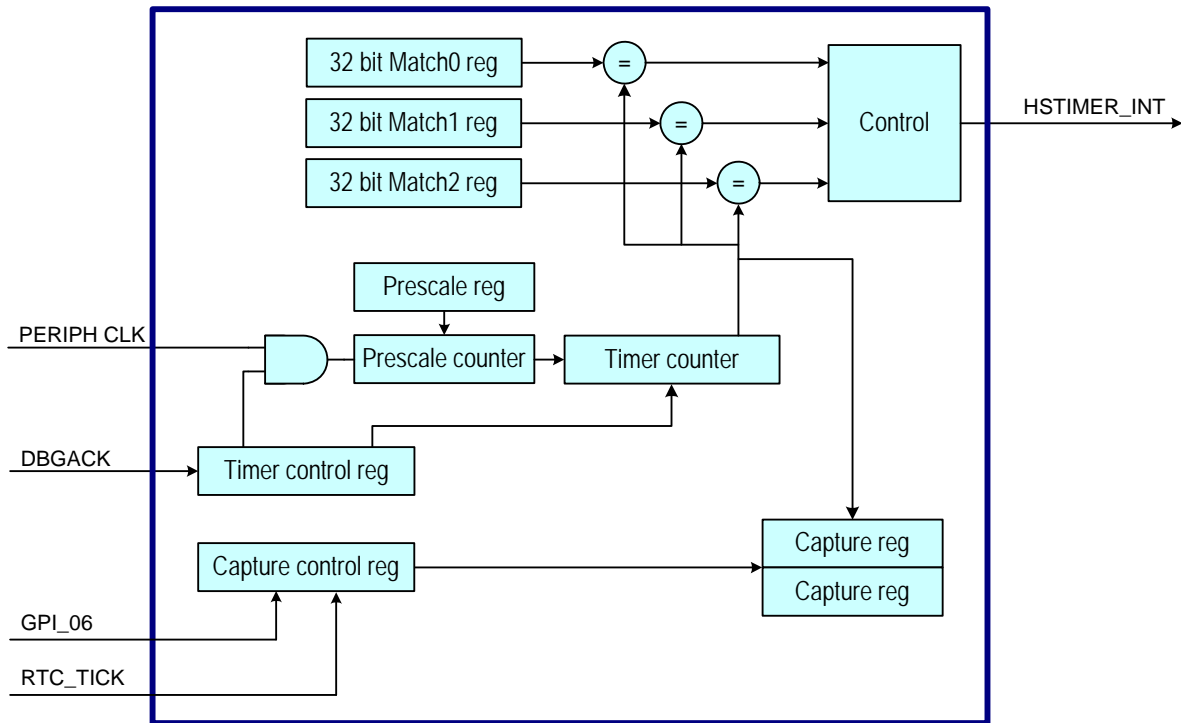 32 bit Match0 reg
=
32 bit Match1 reg
=
Control
HSTIMER_INT
32 bit Match2 reg
=
Prescale reg
PERIPH CLK
Prescale counter
Timer counter
DBGACK
Timer control reg
Capture reg
Capture control reg
Capture reg
GPI_06
RTC_TICK